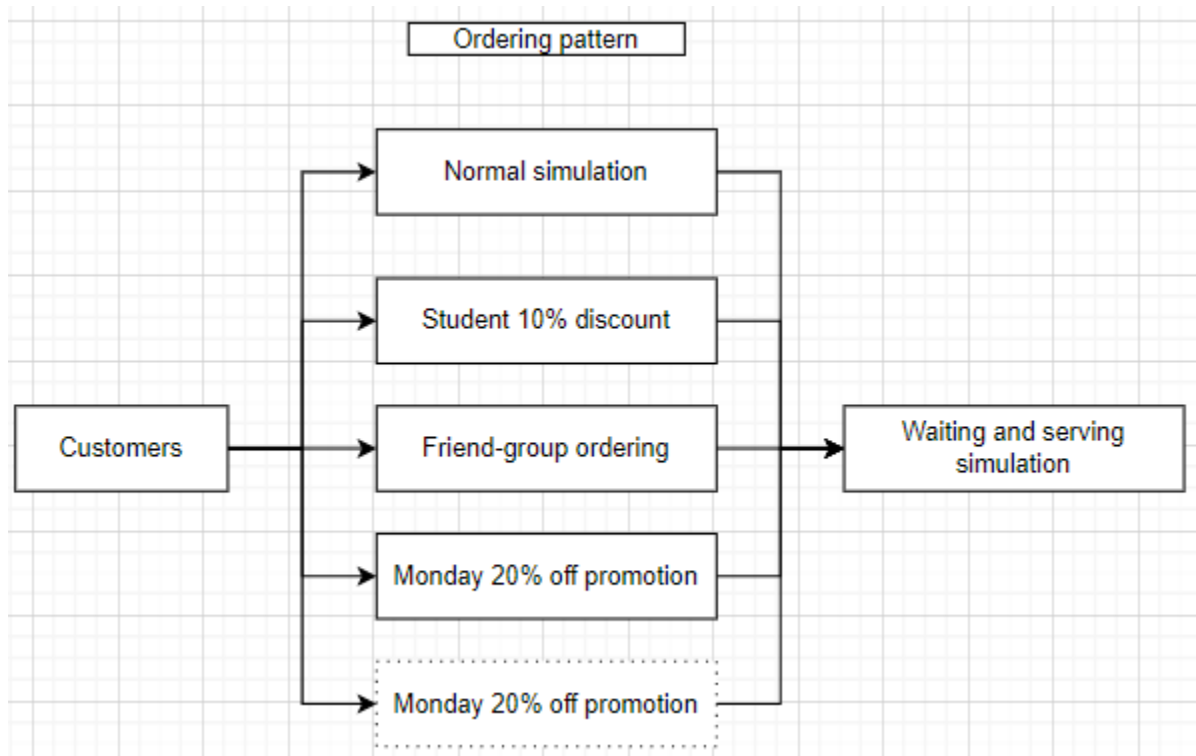 Ordering pattern
Normal simulation
Student 10% discount
Customers
Friend-group ordering
Waiting and serving
simulation
Monday 20% off promotion
Monday 20% off promotion